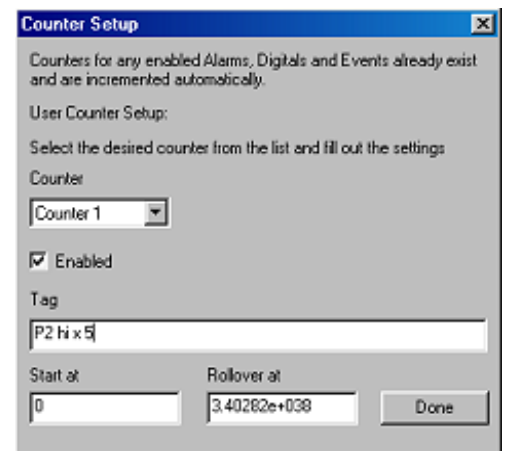 Counter Setup
Counters for any enabled Alarms, Digitals and Events already exist
and are incremented automatically.
User Counter Setup:
Select the desired counter from the list and fill out the settings
Counter
Counter 1
Enabled
Tag
P2 hi x 5
Start at Rollover at
0 3.40282e+038 Done